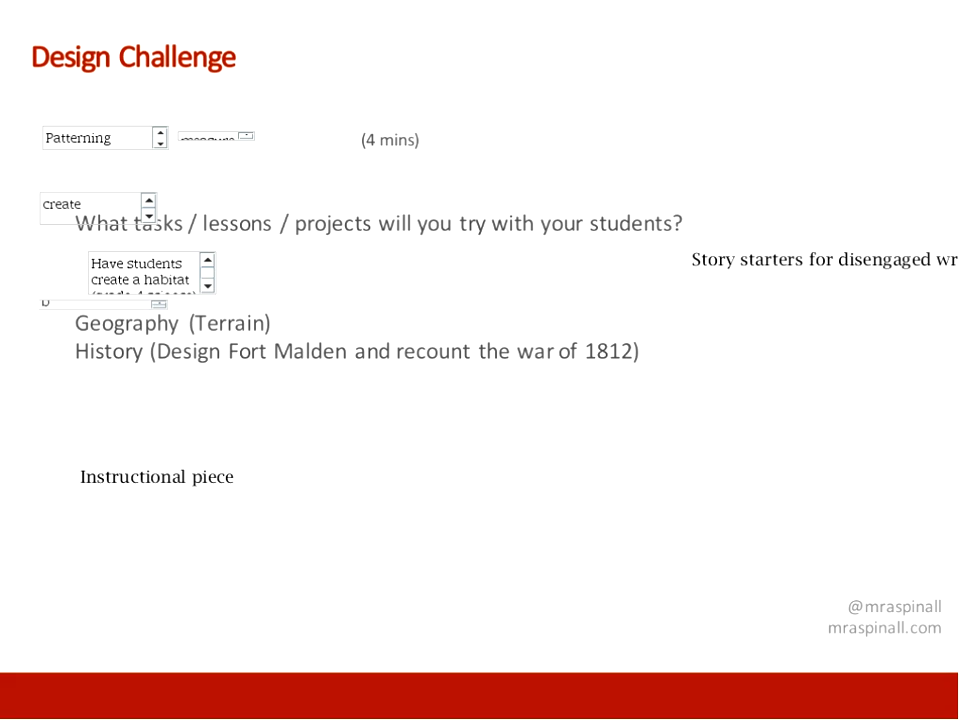 Design Challenge
Patterning
(4 mins)
create
What tasks / lessons / projects will you try with your students?
Story starters for disengaged wr
Have students
create a habitat
Geography (Terrain)
History (Design Fort Malden and recount the war of 1812)
Instructional piece
@mraspinall
mraspinall.com